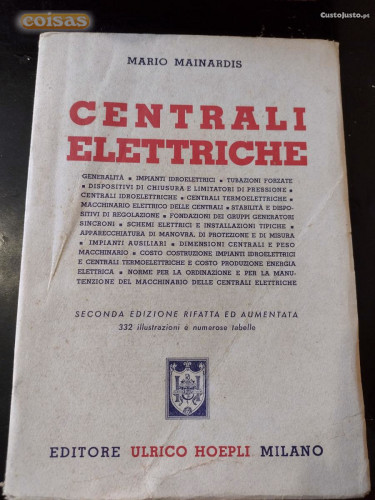 coisas
CustoJusto.pt
MARIO MAINARDIS
CENTRALI
ELETTRICHE
GENERALITÀ • IMPIANTI IDROELETTRICI • TUBAZIONI FORZATE
• DISPOSITIVI DI CHIUSURA E LIMITATORI DI PRESSIONE •
CENTRALI IDROELETTRICHE • CENTRALI TERMOELETTRICHE •
MACCHINARIO ELETTRICO DELLE CENTRALI • STABILITÀ E DISPO-
SITIVI DI REGOLAZIONE • FONDAZIONI DEI GRUPPI GENERATORI
SINCRONI • SCHEMI ELETTRICI E INSTALLAZIONI TIPICHE •
APPARECCHIATURA DI MANOVRA, DI PROTEZIONE E DI MISURA
• IMPIANTI AUSILIARI • DIMENSIONI CENTRALI E PESO
MACCHINARIO • COSTO COSTRUZIONE IMPIANTI IDROELETTRICI
E CENTRALI TERMOELETTRICHE E COSTO PRODUZIONE ENERGIA
ELETTRICA • NORME PER LA ORDINAZIONE E PER LA MANU-
TENZIONE DEL MACCHINARIO DELLE CENTRALI ELETTRICHE
SECONDA EDIZIONE RIFATTA ED AUMENTATA
332 illustrazioni e numerose tabelle
EDITORE ULRICO HOEPLI MILANO